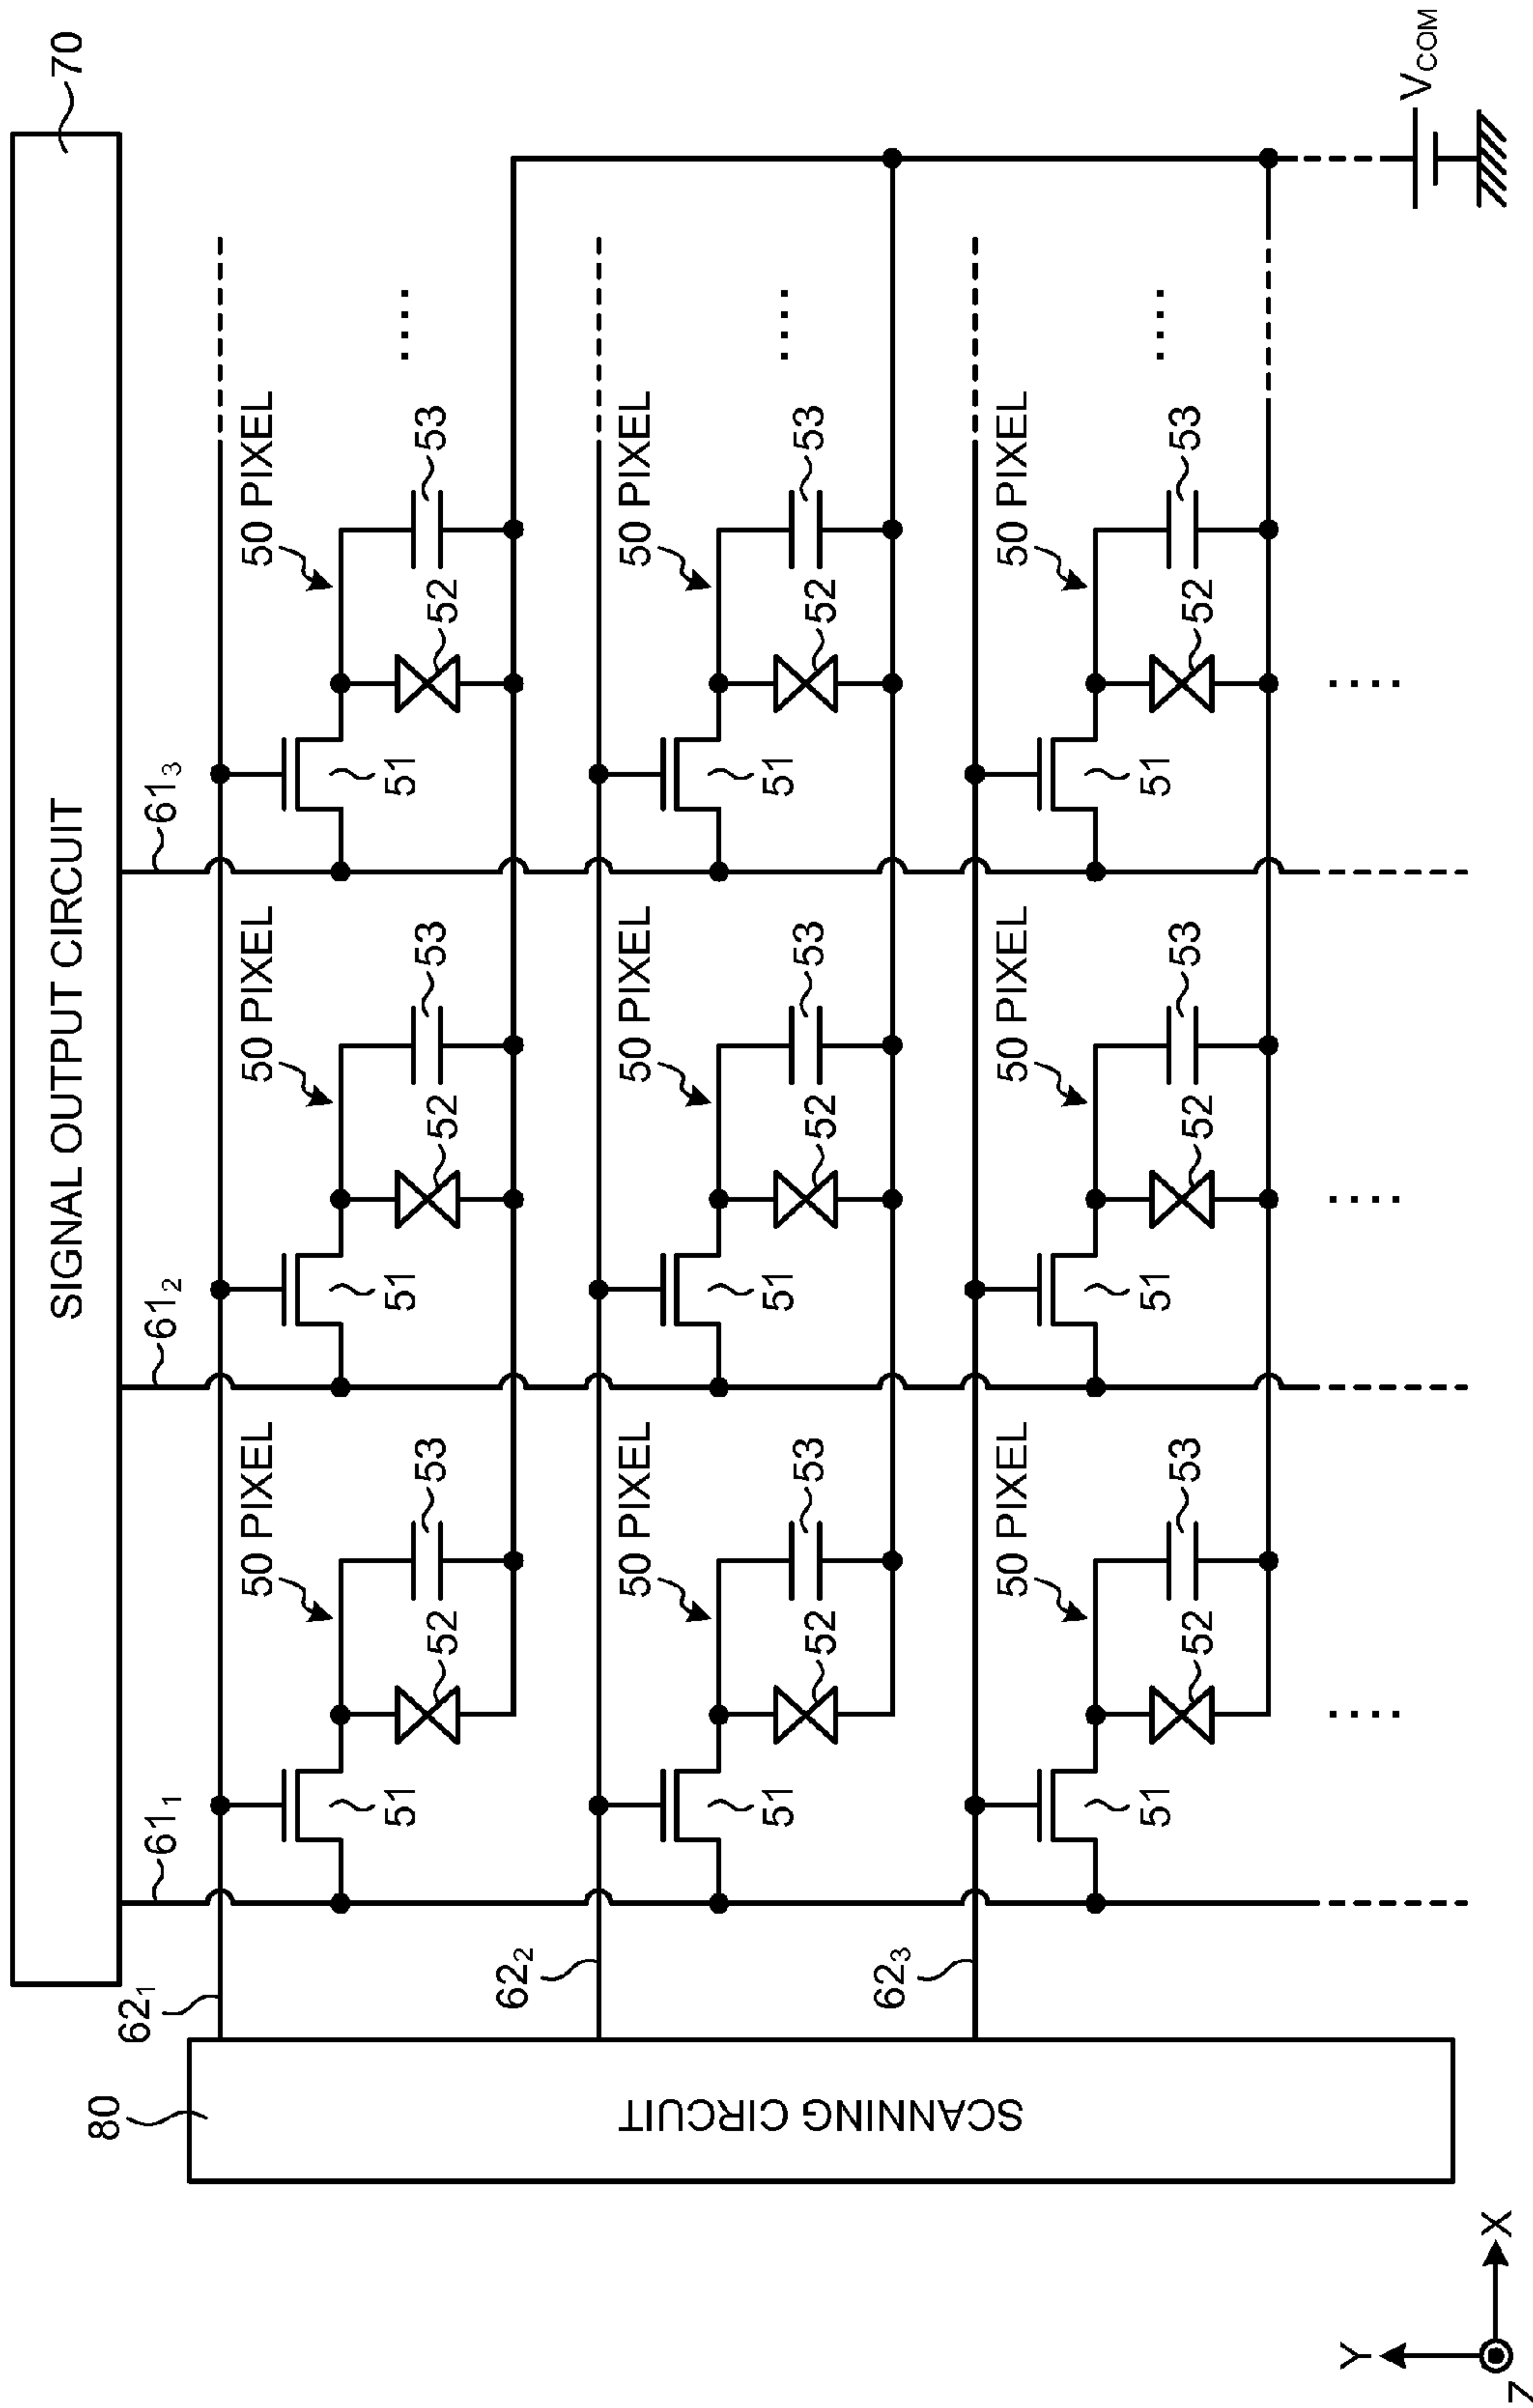 70
SIGNAL OUTPUT CIRCUIT
61₁
61₂
61₃
80
SCANNING CIRCUIT
62₁
50 PIXEL
50 PIXEL
50 PIXEL
51
52
53
51
52
53
51
52
53
62₂
50 PIXEL
50 PIXEL
50 PIXEL
51
52
53
51
52
53
51
52
53
62₃
50 PIXEL
50 PIXEL
50 PIXEL
51
52
53
51
52
53
51
52
53
VCOM
Y
X
Z